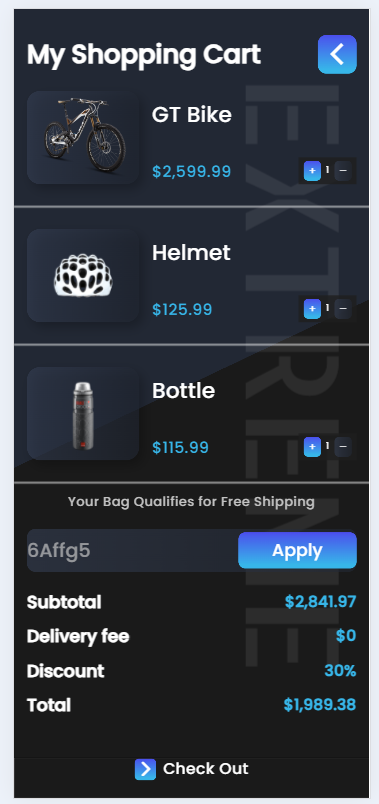 My Shopping Cart
GT Bike
$2,599.99
+ 1 −
Helmet
$125.99
+ 1 −
Bottle
$115.99
+ 1 −
EXTRENE
Your Bag Qualifies for Free Shipping
6Affg5 Apply
Subtotal $2,841.97
Delivery fee $0
Discount 30%
Total $1,989.38
Check Out